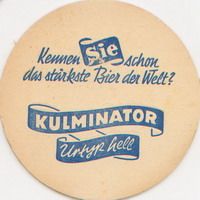 Kennen Sie schon
das stärkste Bier der Welt?
KULMINATOR
Urtyp hell